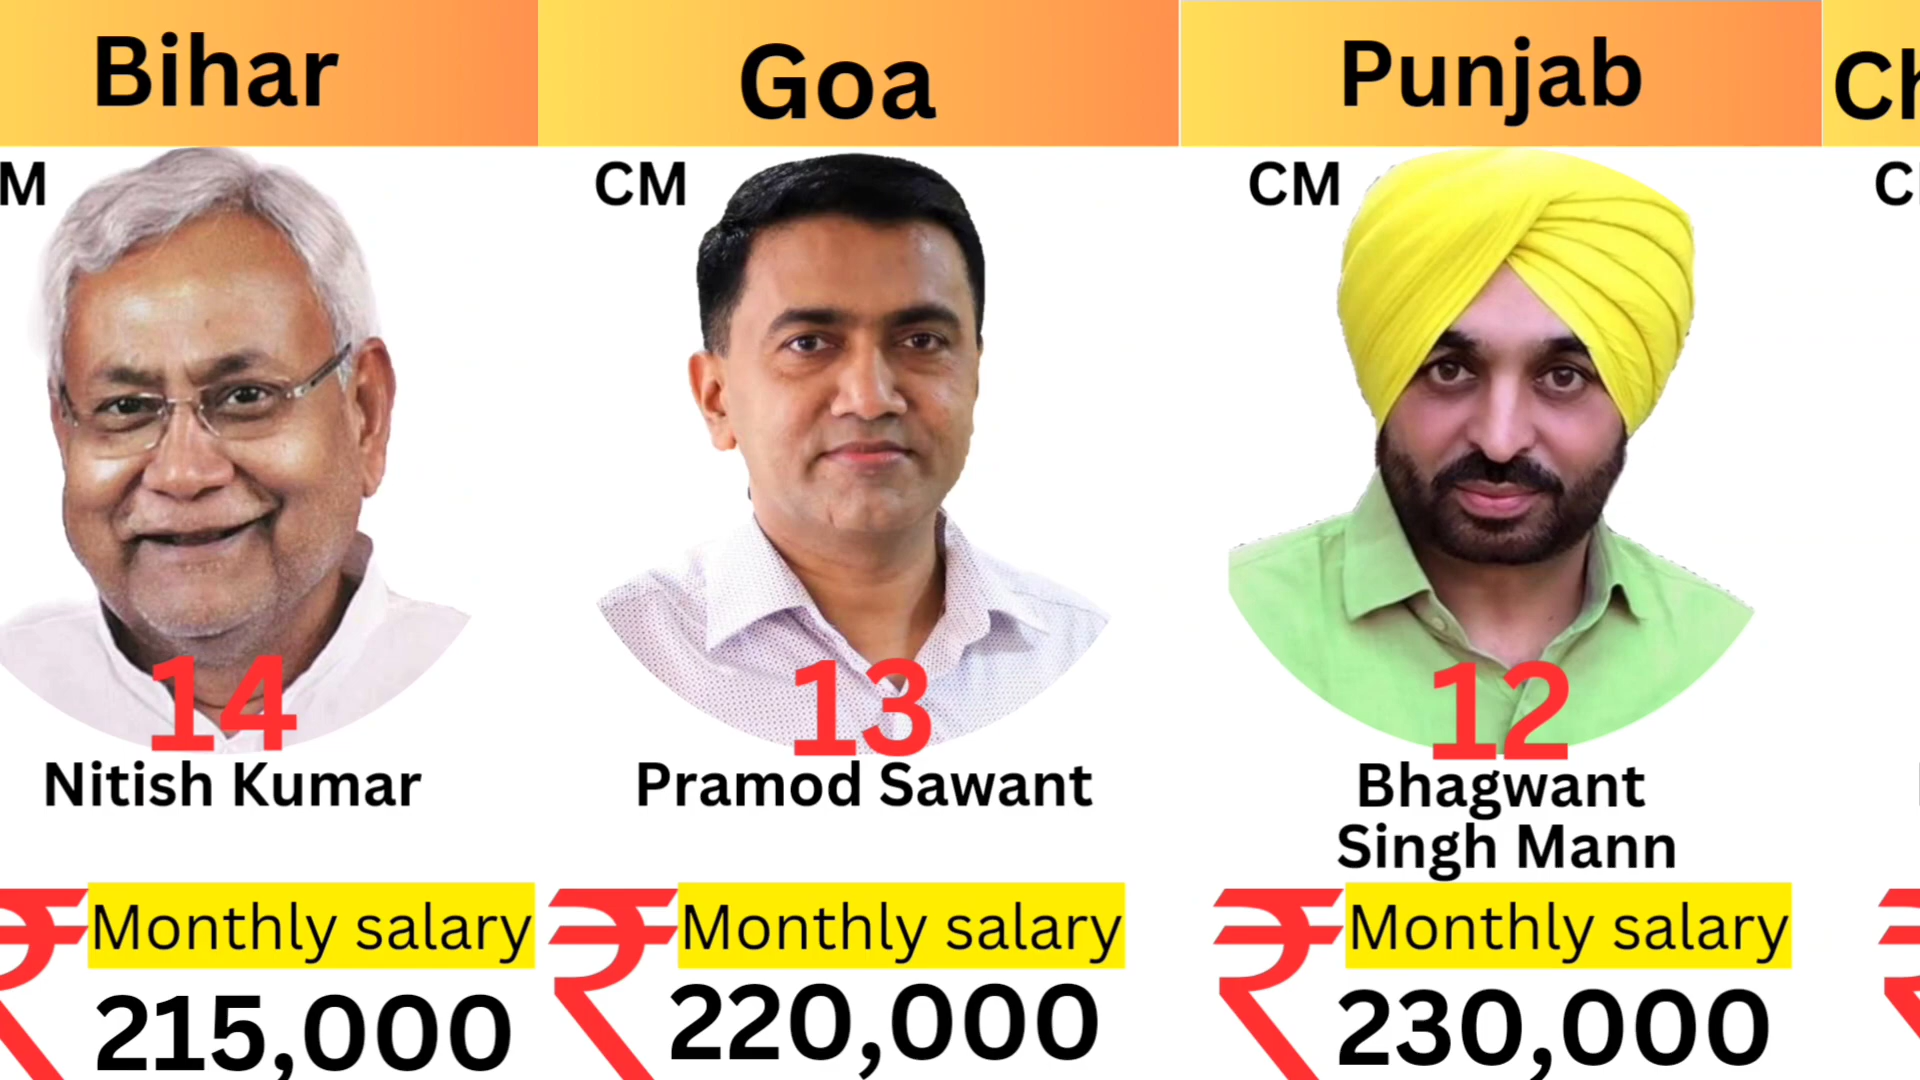 Bihar
Goa
Punjab
Ch
M
CM
CM
14
13
12
Nitish Kumar
Pramod Sawant
Bhagwant
Singh Mann
₹ Monthly salary
₹ Monthly salary
₹ Monthly salary
215,000
220,000
230,000